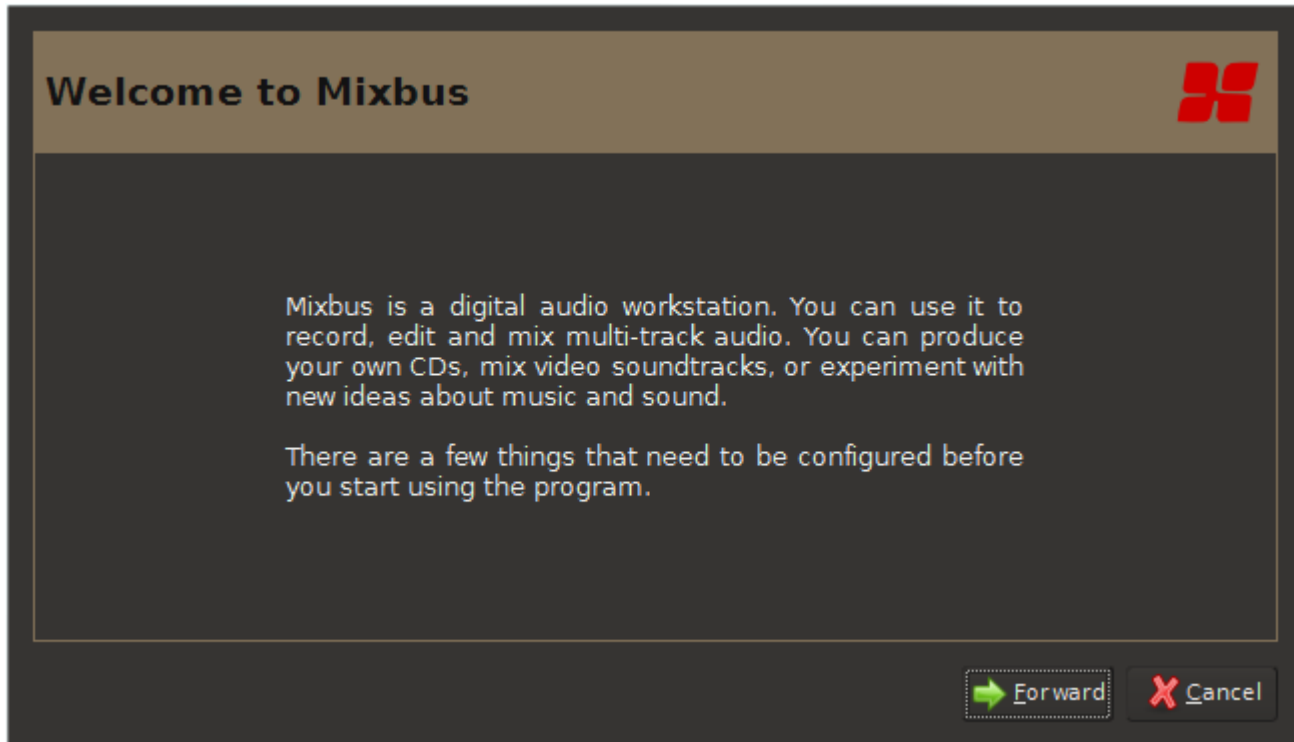 Welcome to Mixbus
Mixbus is a digital audio workstation. You can use it to
record, edit and mix multi-track audio. You can produce
your own CDs, mix video soundtracks, or experiment with
new ideas about music and sound.
There are a few things that need to be configured before
you start using the program.
Forward
Cancel